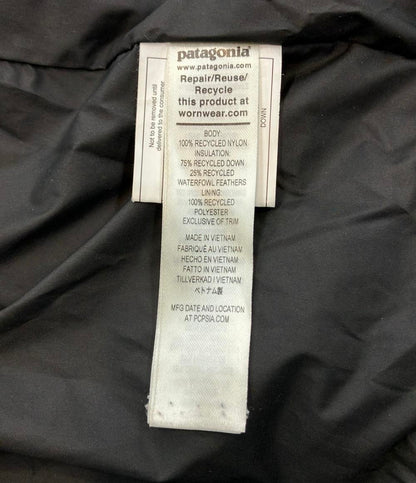 patagonia
www.patagonia.com
Repair/Reuse/
Recycle
this product at
wornwear.com
BODY:
100% RECYCLED NYLON
INSULATION:
75% RECYCLED DOWN
25% RECYCLED
WATERFOWL FEATHERS
LINING:
100% RECYCLED
POLYESTER
EXCLUSIVE OF TRIM
MADE IN VIETNAM
FABRIQUÉ AU VIETNAM
HECHO EN VIETNAM
FATTO IN VIETNAM
TILLVERKAD I VIETNAM
ベトナム製
MFG DATE AND LOCATION
AT PCPSIA.COM
Not to be removed until
delivered to the consumer
DOWN